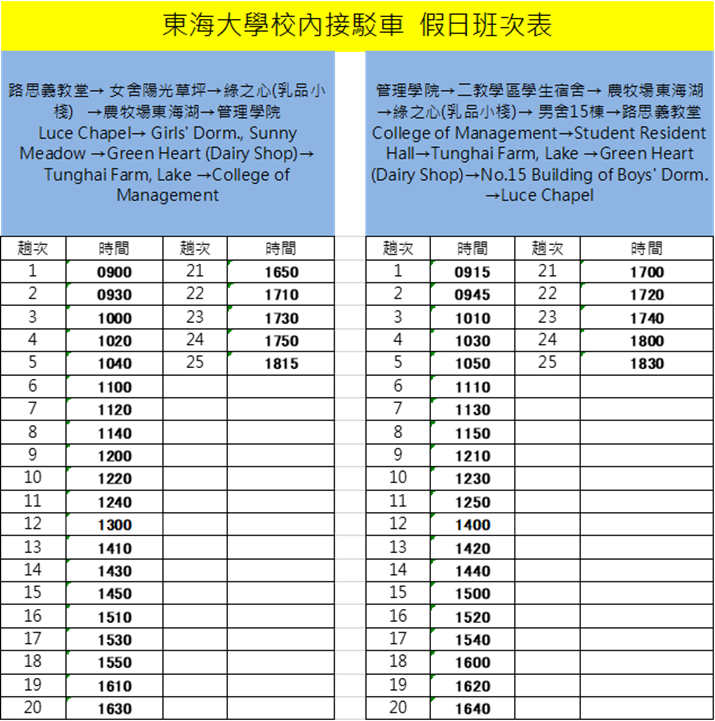 東海大學校內接駁車 假日班次表
路思義教堂→ 女舍陽光草坪→綠之心(乳品小
棧) →農牧場東海湖→管理學院
Luce Chapel→ Girls' Dorm., Sunny
Meadow →Green Heart (Dairy Shop)→
Tunghai Farm, Lake →College of
Management
管理學院→二教學區學生宿舍→ 農牧場東海湖
→綠之心(乳品小棧)→ 男舍15棟→路思義教堂
College of Management→Student Resident
Hall→Tunghai Farm, Lake →Green Heart
(Dairy Shop)→No.15 Building of Boys' Dorm.
→Luce Chapel
趟次 時間 趟次 時間 趟次 時間 趟次 時間
1 0900 21 1650 1 0915 21 1700
2 0930 22 1710 2 0945 22 1720
3 1000 23 1730 3 1010 23 1740
4 1020 24 1750 4 1030 24 1800
5 1040 25 1815 5 1050 25 1830
6 1100 6 1110
7 1120 7 1130
8 1140 8 1150
9 1200 9 1210
10 1220 10 1230
11 1240 11 1250
12 1300 12 1400
13 1410 13 1420
14 1430 14 1440
15 1450 15 1500
16 1510 16 1520
17 1530 17 1540
18 1550 18 1600
19 1610 19 1620
20 1630 20 1640